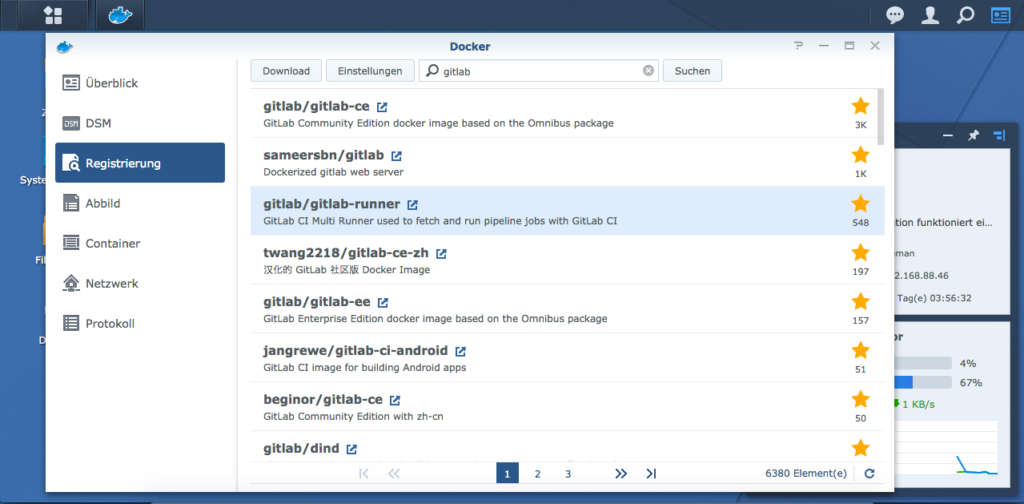 Docker
Überblick
DSM
Registrierung
Abbild
Container
Netzwerk
Protokoll
Download
Einstellungen
gitlab
Suchen
gitlab/gitlab-ce
GitLab Community Edition docker image based on the Omnibus package
3K
sameersbn/gitlab
Dockerized gitlab web server
1K
gitlab/gitlab-runner
GitLab CI Multi Runner used to fetch and run pipeline jobs with GitLab CI
548
twang2218/gitlab-ce-zh
汉化的 GitLab 社区版 Docker Image
197
gitlab/gitlab-ee
GitLab Enterprise Edition docker image based on the Omnibus package
157
jangrewe/gitlab-ci-android
GitLab CI image for building Android apps
51
beginor/gitlab-ce
GitLab Community Edition with zh-cn
50
gitlab/dind
1
2
3
6380 Element(e)
Syste
Fil
D
tion funktioniert ei...
man
2.168.88.46
Tag(e) 03:56:32
or
4%
67%
1 KB/s